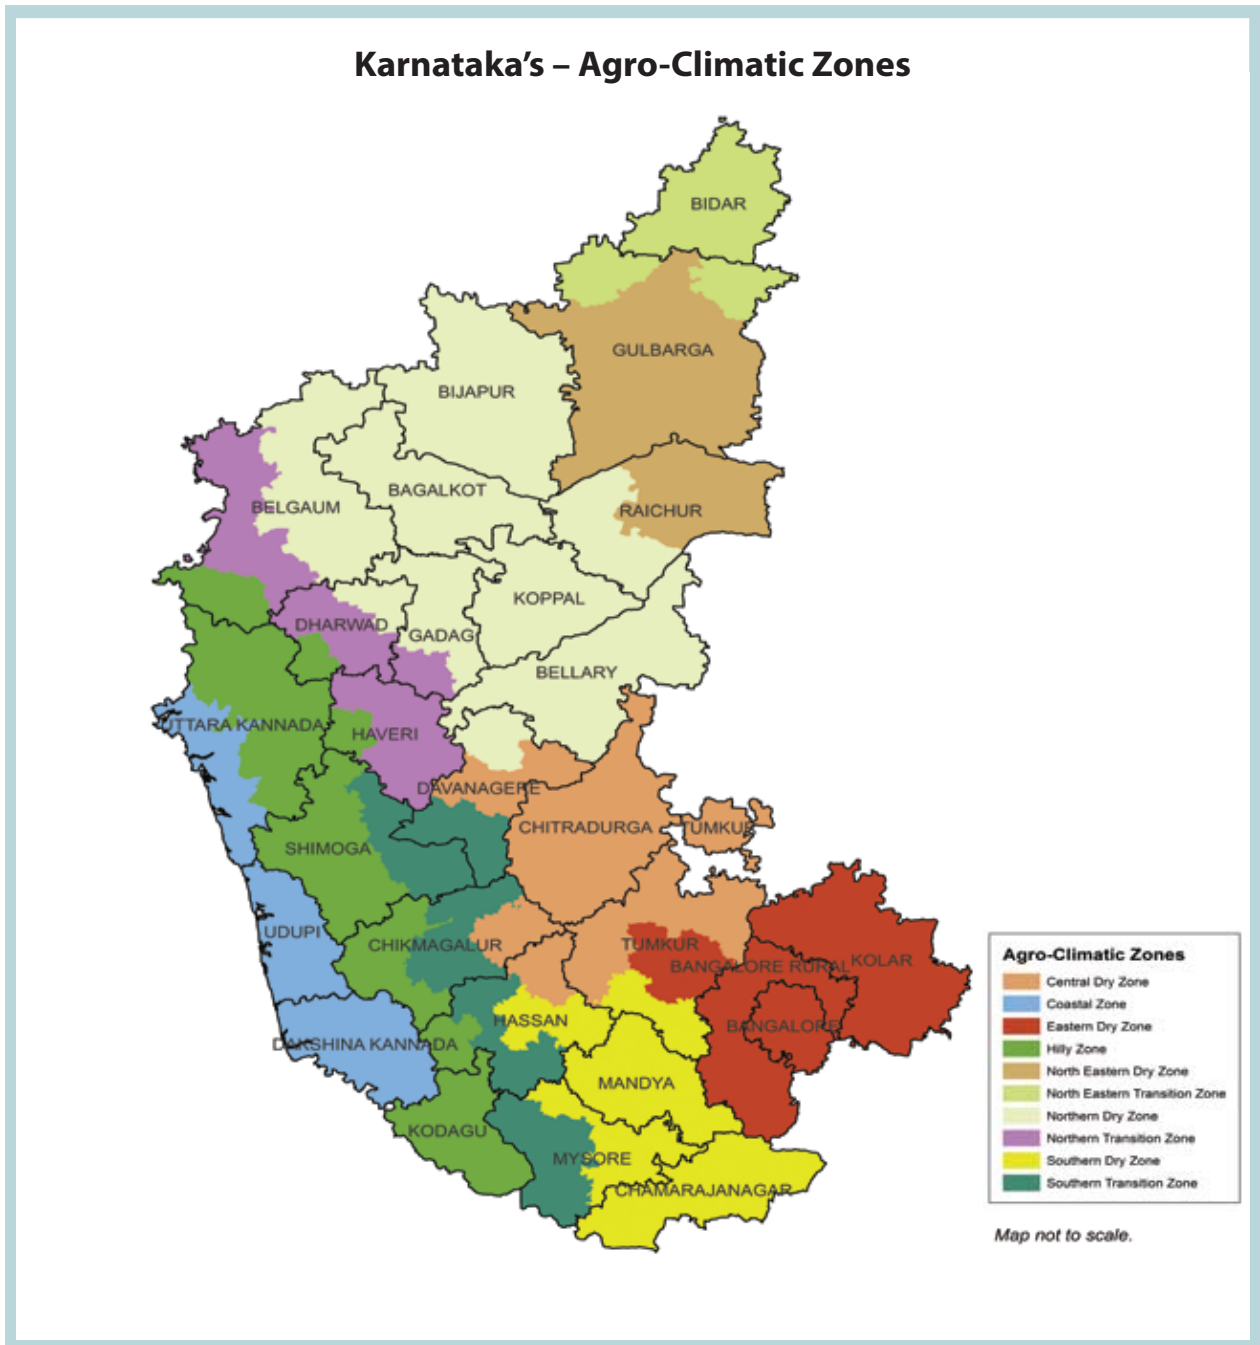 Karnataka’s – Agro-Climatic Zones
BIDAR
GULBARGA
BIJAPUR
BAGALKOT
BELGAUM
RAICHUR
KOPPAL
DHARWAD
GADAG
BELLARY
UTTARA KANNADA
HAVERI
DAVANAGERE
CHITRADURGA
TUMKUR
SHIMOGA
UDUPI
CHIKMAGALUR
TUMKUR
BANGALORE RURAL
KOLAR
HASSAN
BANGALORE
DAKSHINA KANNADA
MANDYA
KODAGU
MYSORE
CHAMARAJANAGAR
Agro-Climatic Zones
Central Dry Zone
Coastal Zone
Eastern Dry Zone
Hilly Zone
North Eastern Dry Zone
North Eastern Transition Zone
Northern Dry Zone
Northern Transition Zone
Southern Dry Zone
Southern Transition Zone
Map not to scale.